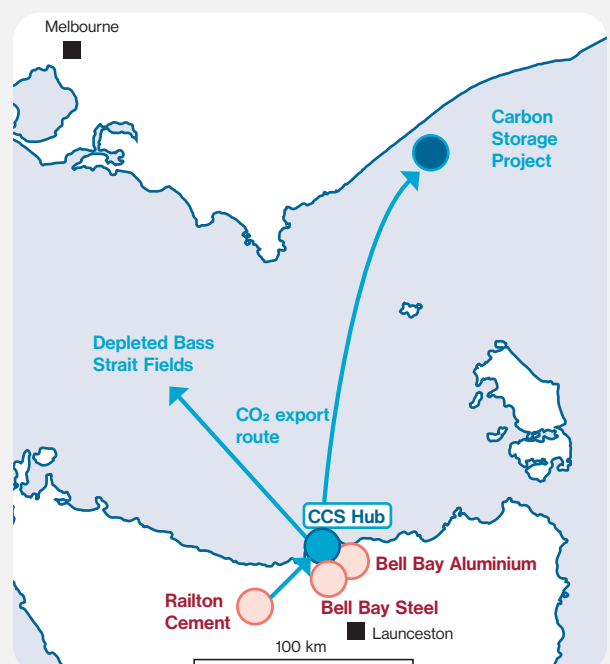 Melbourne
Carbon
Storage
Project
Depleted Bass
Strait Fields
CO₂ export
route
CCS Hub
Bell Bay Aluminium
Railton
Cement
Bell Bay Steel
Launceston
100 km